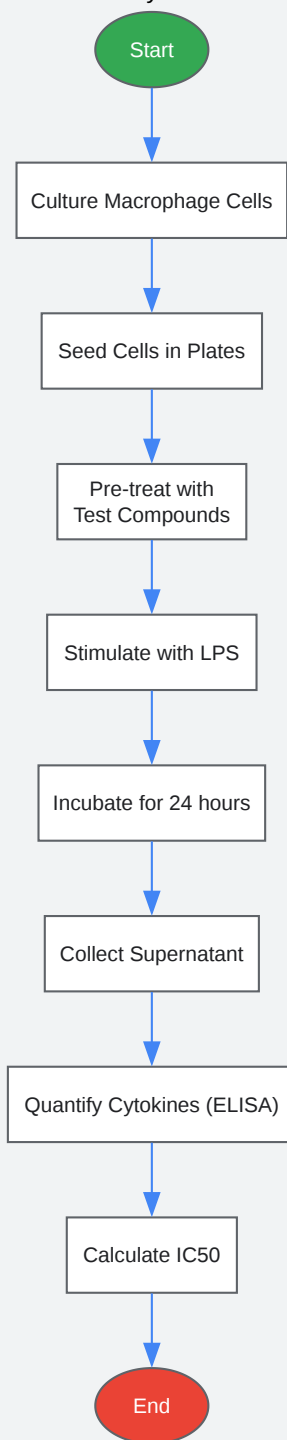 Start
Culture Macrophage Cells
Seed Cells in Plates
Pre-treat with
Test Compounds
Stimulate with LPS
Incubate for 24 hours
Collect Supernatant
Quantify Cytokines (ELISA)
Calculate IC50
End